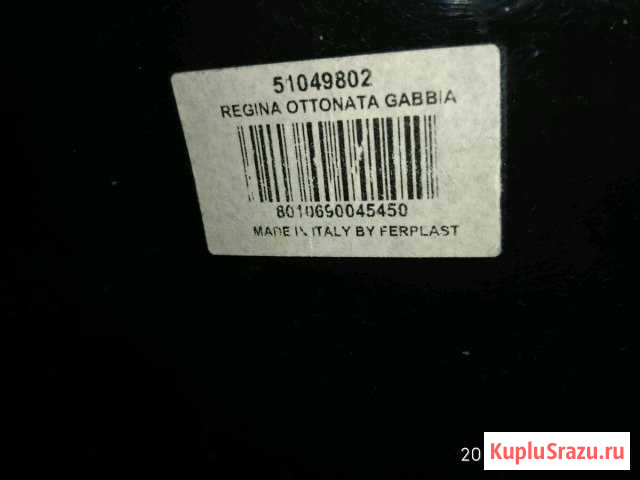 51049802
REGINA OTTONATA GABBIA
8010690045450
MADE IN ITALY BY FERPLAST
20
KupluSrazu.ru